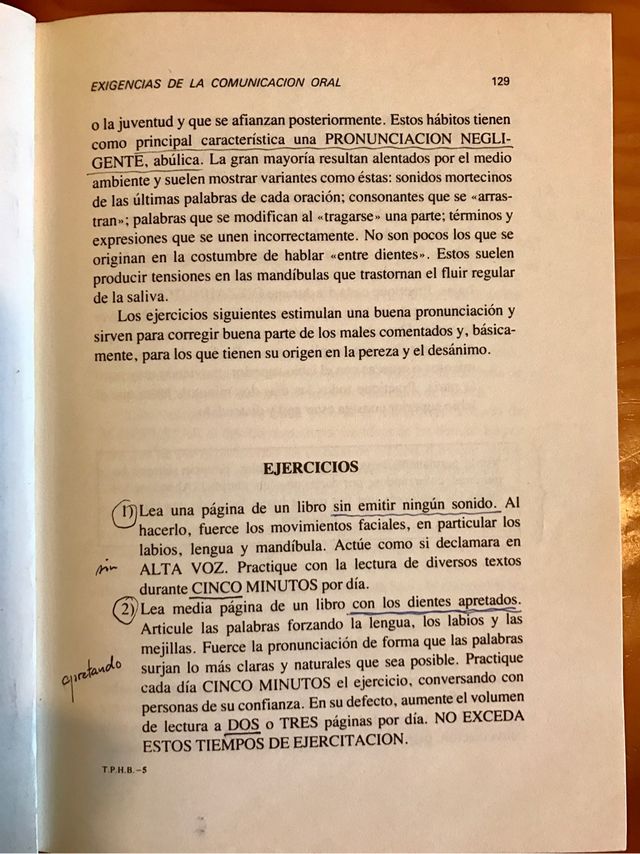 EXIGENCIAS DE LA COMUNICACION ORAL 129
o la juventud y que se afianzan posteriormente. Estos hábitos tienen
como principal característica una PRONUNCIACION NEGLI-
GENTE, abúlica. La gran mayoría resultan alentados por el medio
ambiente y suelen mostrar variantes como éstas: sonidos mortecinos
de las últimas palabras de cada oración; consonantes que se «arras-
tran»; palabras que se modifican al «tragarse» una parte; términos y
expresiones que se unen incorrectamente. No son pocos los que se
originan en la costumbre de hablar «entre dientes». Estos suelen
producir tensiones en las mandíbulas que trastornan el fluir regular
de la saliva.
Los ejercicios siguientes estimulan una buena pronunciación y
sirven para corregir buena parte de los males comentados y, básica-
mente, para los que tienen su origen en la pereza y el desánimo.
EJERCICIOS
1) Lea una página de un libro sin emitir ningún sonido. Al
hacerlo, fuerce los movimientos faciales, en particular los
labios, lengua y mandíbula. Actúe como si declamara en
sin ALTA VOZ. Practique con la lectura de diversos textos
durante CINCO MINUTOS por día.
2) Lea media página de un libro con los dientes apretados.
Articule las palabras forzando la lengua, los labios y las
mejillas. Fuerce la pronunciación de forma que las palabras
apretando surjan lo más claras y naturales que sea posible. Practique
cada día CINCO MINUTOS el ejercicio, conversando con
personas de su confianza. En su defecto, aumente el volumen
de lectura a DOS o TRES páginas por día. NO EXCEDA
ESTOS TIEMPOS DE EJERCITACION.
T.P.H.B.–5